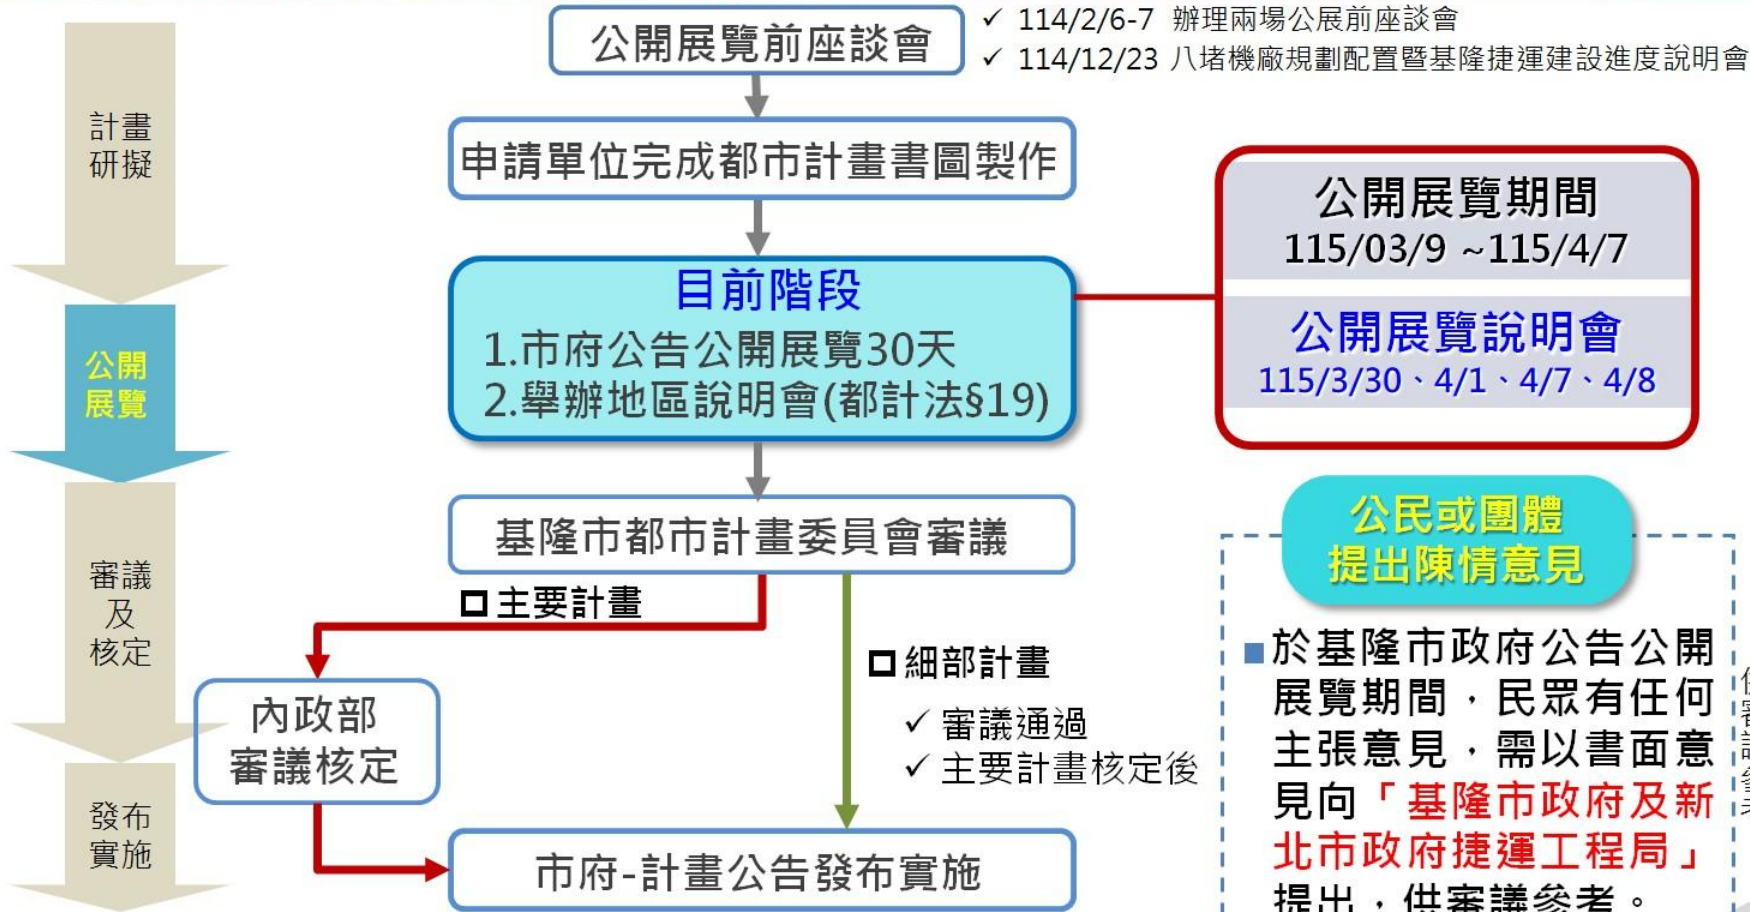 計畫
研擬
公開
展覽
審議
及
核定
發布
實施
公開展覽前座談會
✓ 114/2/6-7 辦理兩場公展前座談會
✓ 114/12/23 八堵機廠規劃配置暨基隆捷運建設進度說明會
申請單位完成都市計畫書圖製作
目前階段
1.市府公告公開展覽30天
2.舉辦地區說明會(都計法§19)
公開展覽期間
115/03/9 ~115/4/7
公開展覽說明會
115/3/30、4/1、4/7、4/8
基隆市都市計畫委員會審議
主要計畫
細部計畫
✓ 審議通過
✓ 主要計畫核定後
內政部
審議核定
市府-計畫公告發布實施
公民或團體
提出陳情意見
■於基隆市政府公告公開
展覽期間，民眾有任何
主張意見，需以書面意
見向「基隆市政府及新
北市政府捷運工程局」
提出，供審議參考。